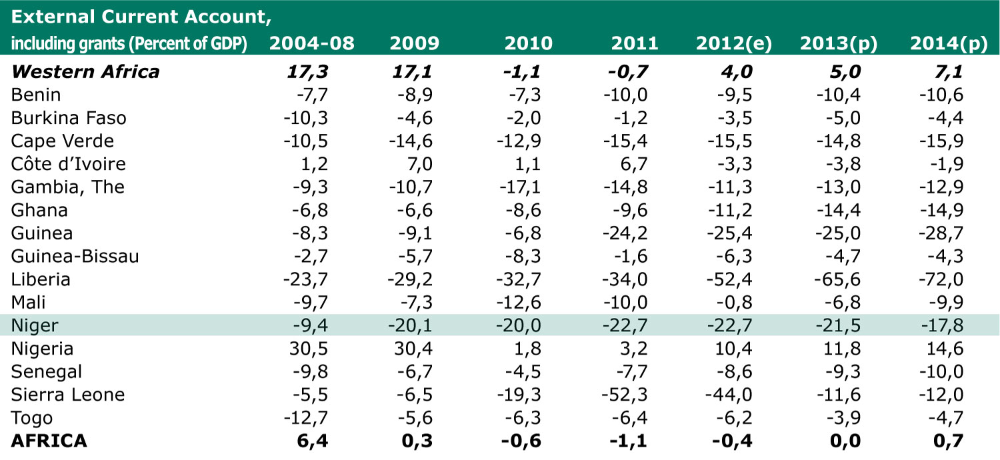 External Current Account,
including grants (Percent of GDP) 2004-08 2009 2010 2011 2012(e) 2013(p) 2014(p)
Western Africa 17,3 17,1 -1,1 -0,7 4,0 5,0 7,1
Benin -7,7 -8,9 -7,3 -10,0 -9,5 -10,4 -10,6
Burkina Faso -10,3 -4,6 -2,0 -1,2 -3,5 -5,0 -4,4
Cape Verde -10,5 -14,6 -12,9 -15,4 -15,5 -14,8 -15,9
Côte d’Ivoire 1,2 7,0 1,1 6,7 -3,3 -3,8 -1,9
Gambia, The -9,3 -10,7 -17,1 -14,8 -11,3 -13,0 -12,9
Ghana -6,8 -6,6 -8,6 -9,6 -11,2 -14,4 -14,9
Guinea -8,3 -9,1 -6,8 -24,2 -25,4 -25,0 -28,7
Guinea-Bissau -2,7 -5,7 -8,3 -1,6 -6,3 -4,7 -4,3
Liberia -23,7 -29,2 -32,7 -34,0 -52,4 -65,6 -72,0
Mali -9,7 -7,3 -12,6 -10,0 -0,8 -6,8 -9,9
Niger -9,4 -20,1 -20,0 -22,7 -22,7 -21,5 -17,8
Nigeria 30,5 30,4 1,8 3,2 10,4 11,8 14,6
Senegal -9,8 -6,7 -4,5 -7,7 -8,6 -9,3 -10,0
Sierra Leone -5,5 -6,5 -19,3 -52,3 -44,0 -11,6 -12,0
Togo -12,7 -5,6 -6,3 -6,4 -6,2 -3,9 -4,7
AFRICA 6,4 0,3 -0,6 -1,1 -0,4 0,0 0,7